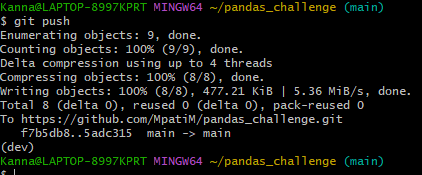 Kanna@LAPTOP-8997KPRT MINGW64 ~/pandas_challenge (main)
$ git push
Enumerating objects: 9, done.
Counting objects: 100% (9/9), done.
Delta compression using up to 4 threads
Compressing objects: 100% (8/8), done.
Writing objects: 100% (8/8), 477.21 KiB | 5.36 MiB/s, done.
Total 8 (delta 0), reused 0 (delta 0), pack-reused 0
To https://github.com/MpatiM/pandas_challenge.git
   f7b5db8..5adc315  main -> main
(dev)
Kanna@LAPTOP-8997KPRT MINGW64 ~/pandas_challenge (main)
$